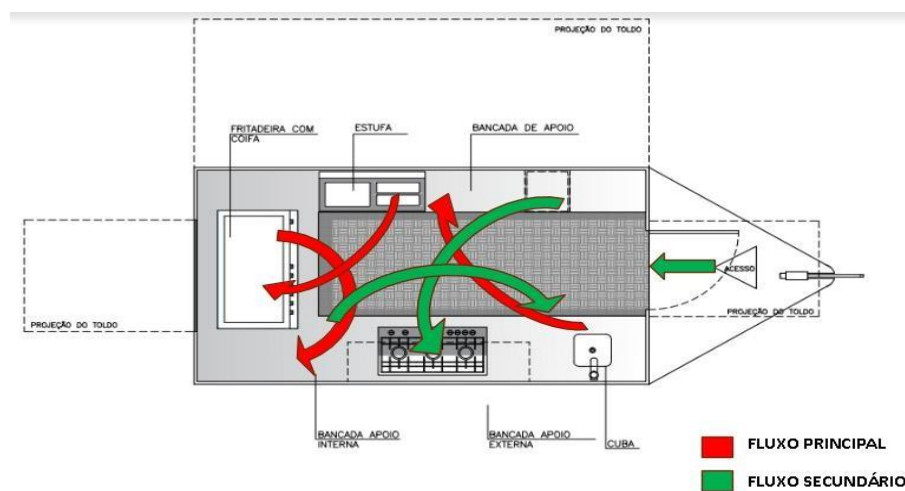 PROJEÇÃO DO TOLDO
FRITADEIRA COM
COIFA
ESTUFA
BANCADA DE APOIO
ACESSO
PROJEÇÃO DO TOLDO
PROJEÇÃO DO TOLDO
BANCADA APOIO
INTERNA
BANCADA APOIO
EXTERNA
CUBA
FLUXO PRINCIPAL
FLUXO SECUNDÁRIO